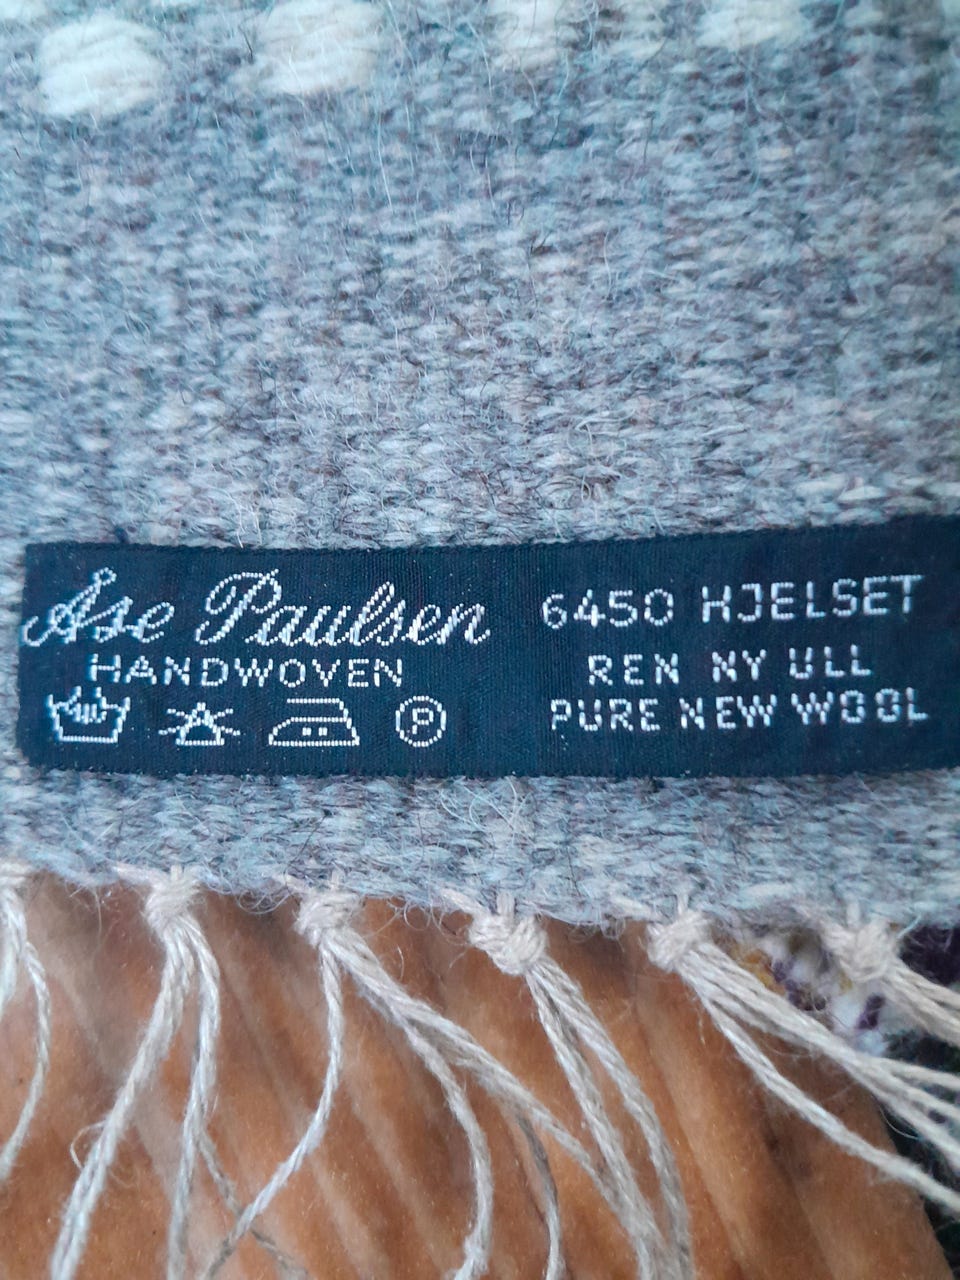 Åse Paulsen
HANDWOVEN
P
6450 HJELSET
REN NY ULL
PURE NEW WOOL